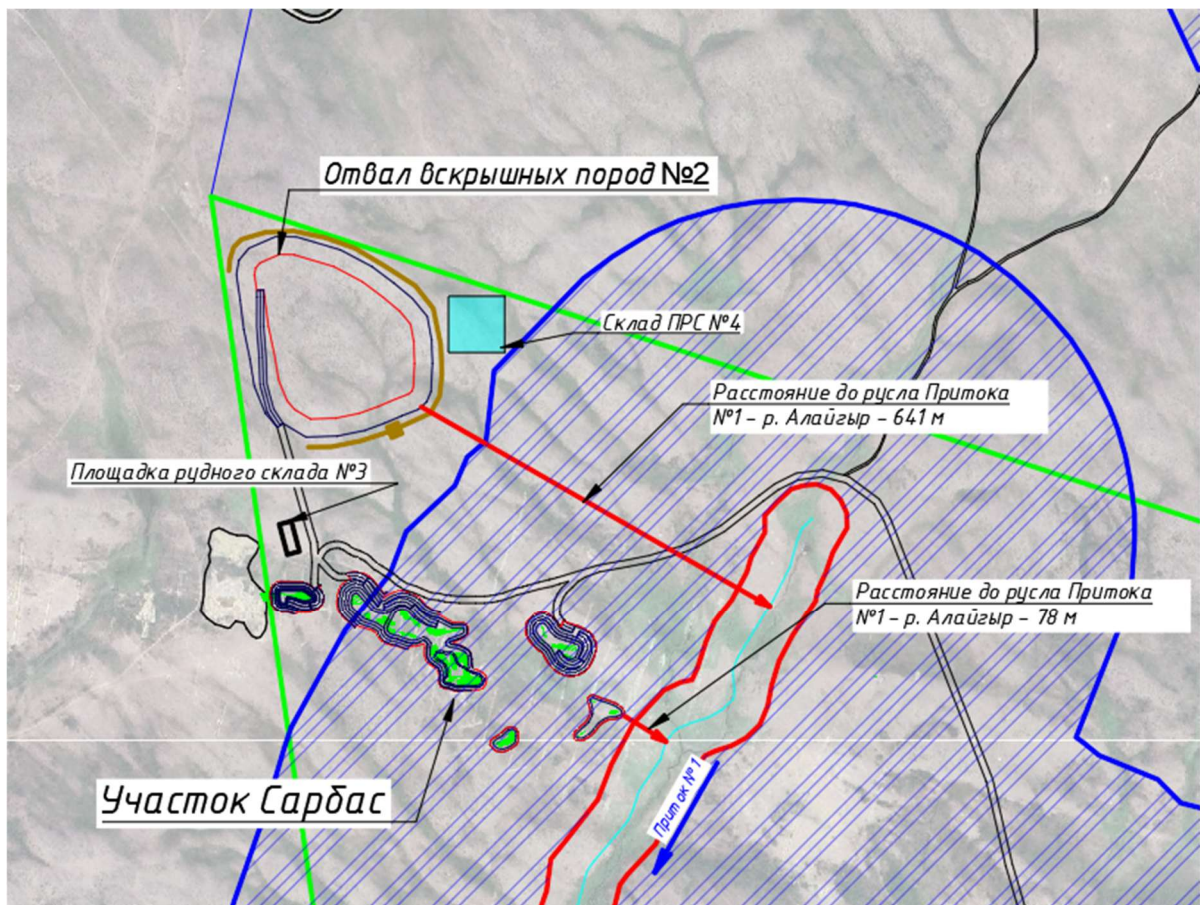 Отвал вскрышных пород №2
Склад ПРС №4
Расстояние до русла Притока
№1 - р. Алайгыр - 641 м
Площадка рудного склада №3
Расстояние до русла Притока
№1 - р. Алайгыр - 78 м
Участок Сарбас
Приток №1